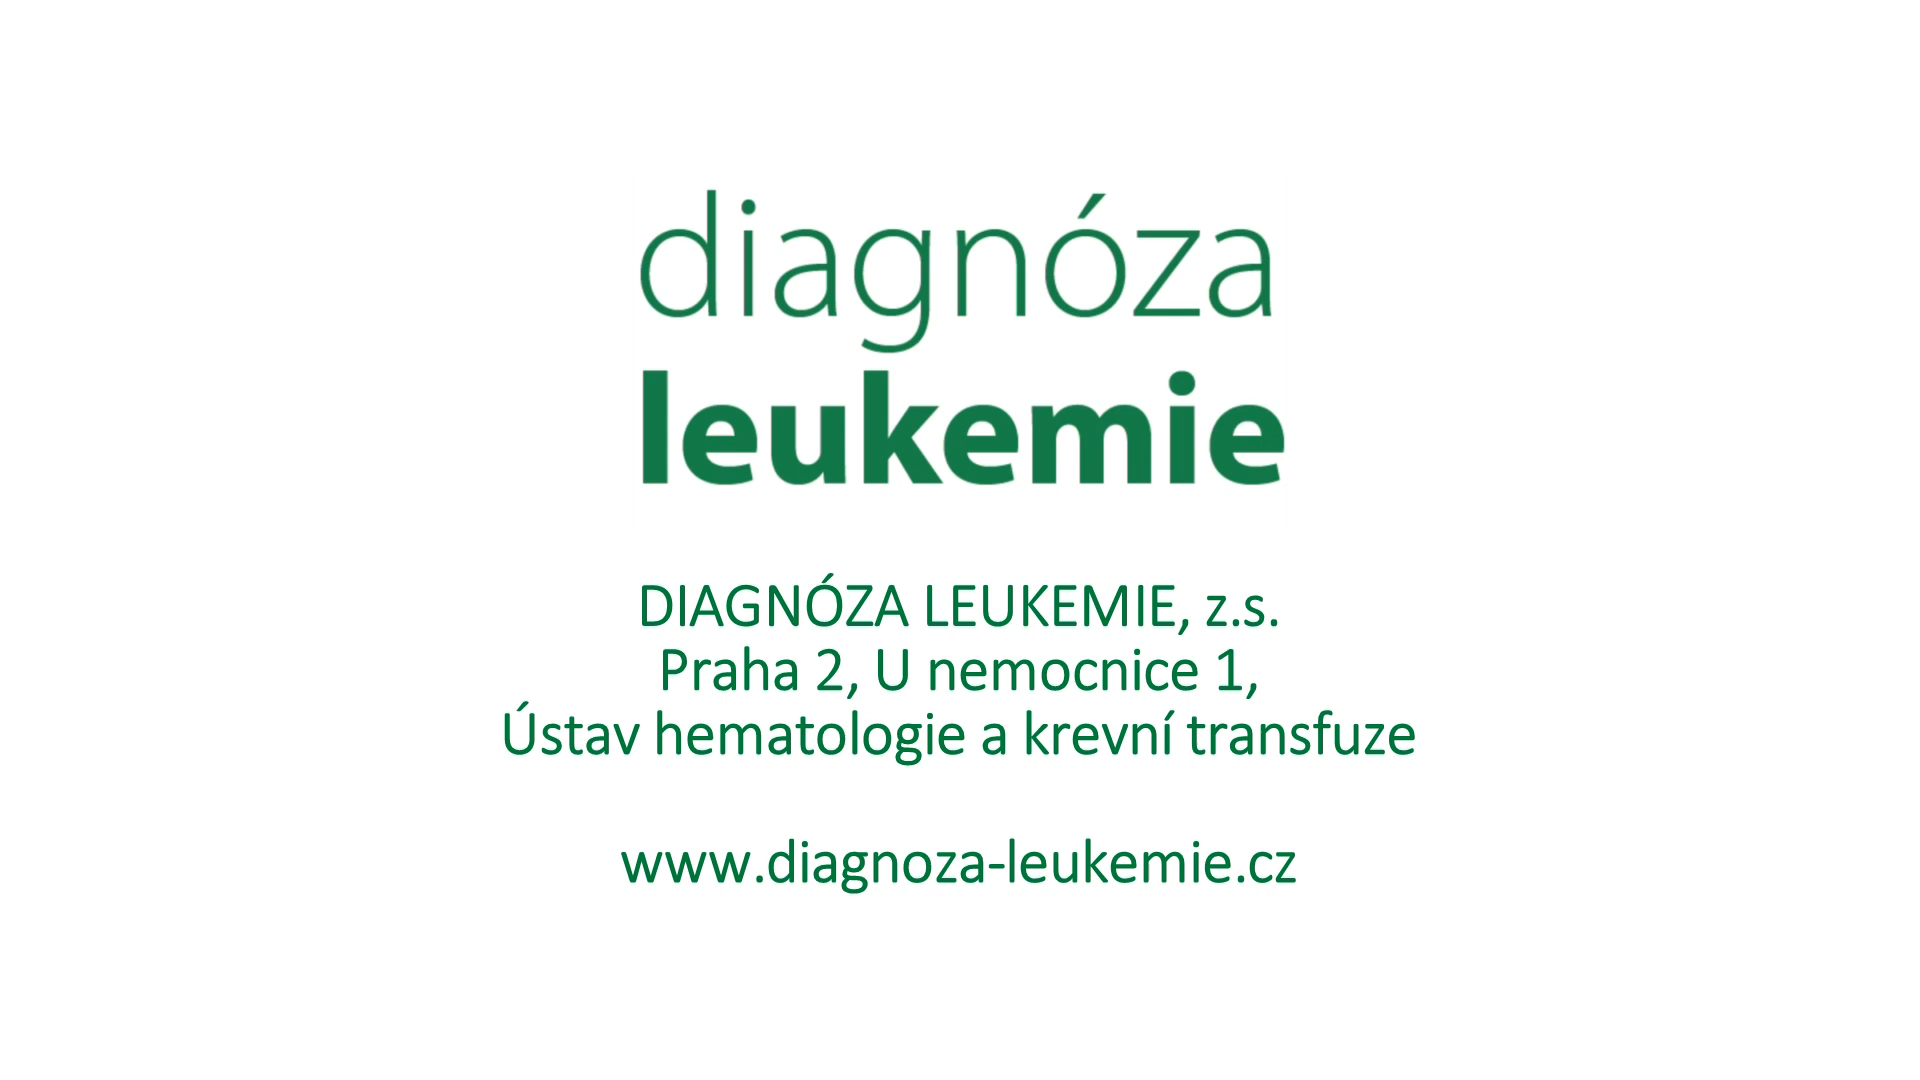 diagnóza
leukemie
DIAGNÓZA LEUKEMIE, z.s.
Praha 2, U nemocnice 1,
Ústav hematologie a krevní transfuze
www.diagnoza-leukemie.cz